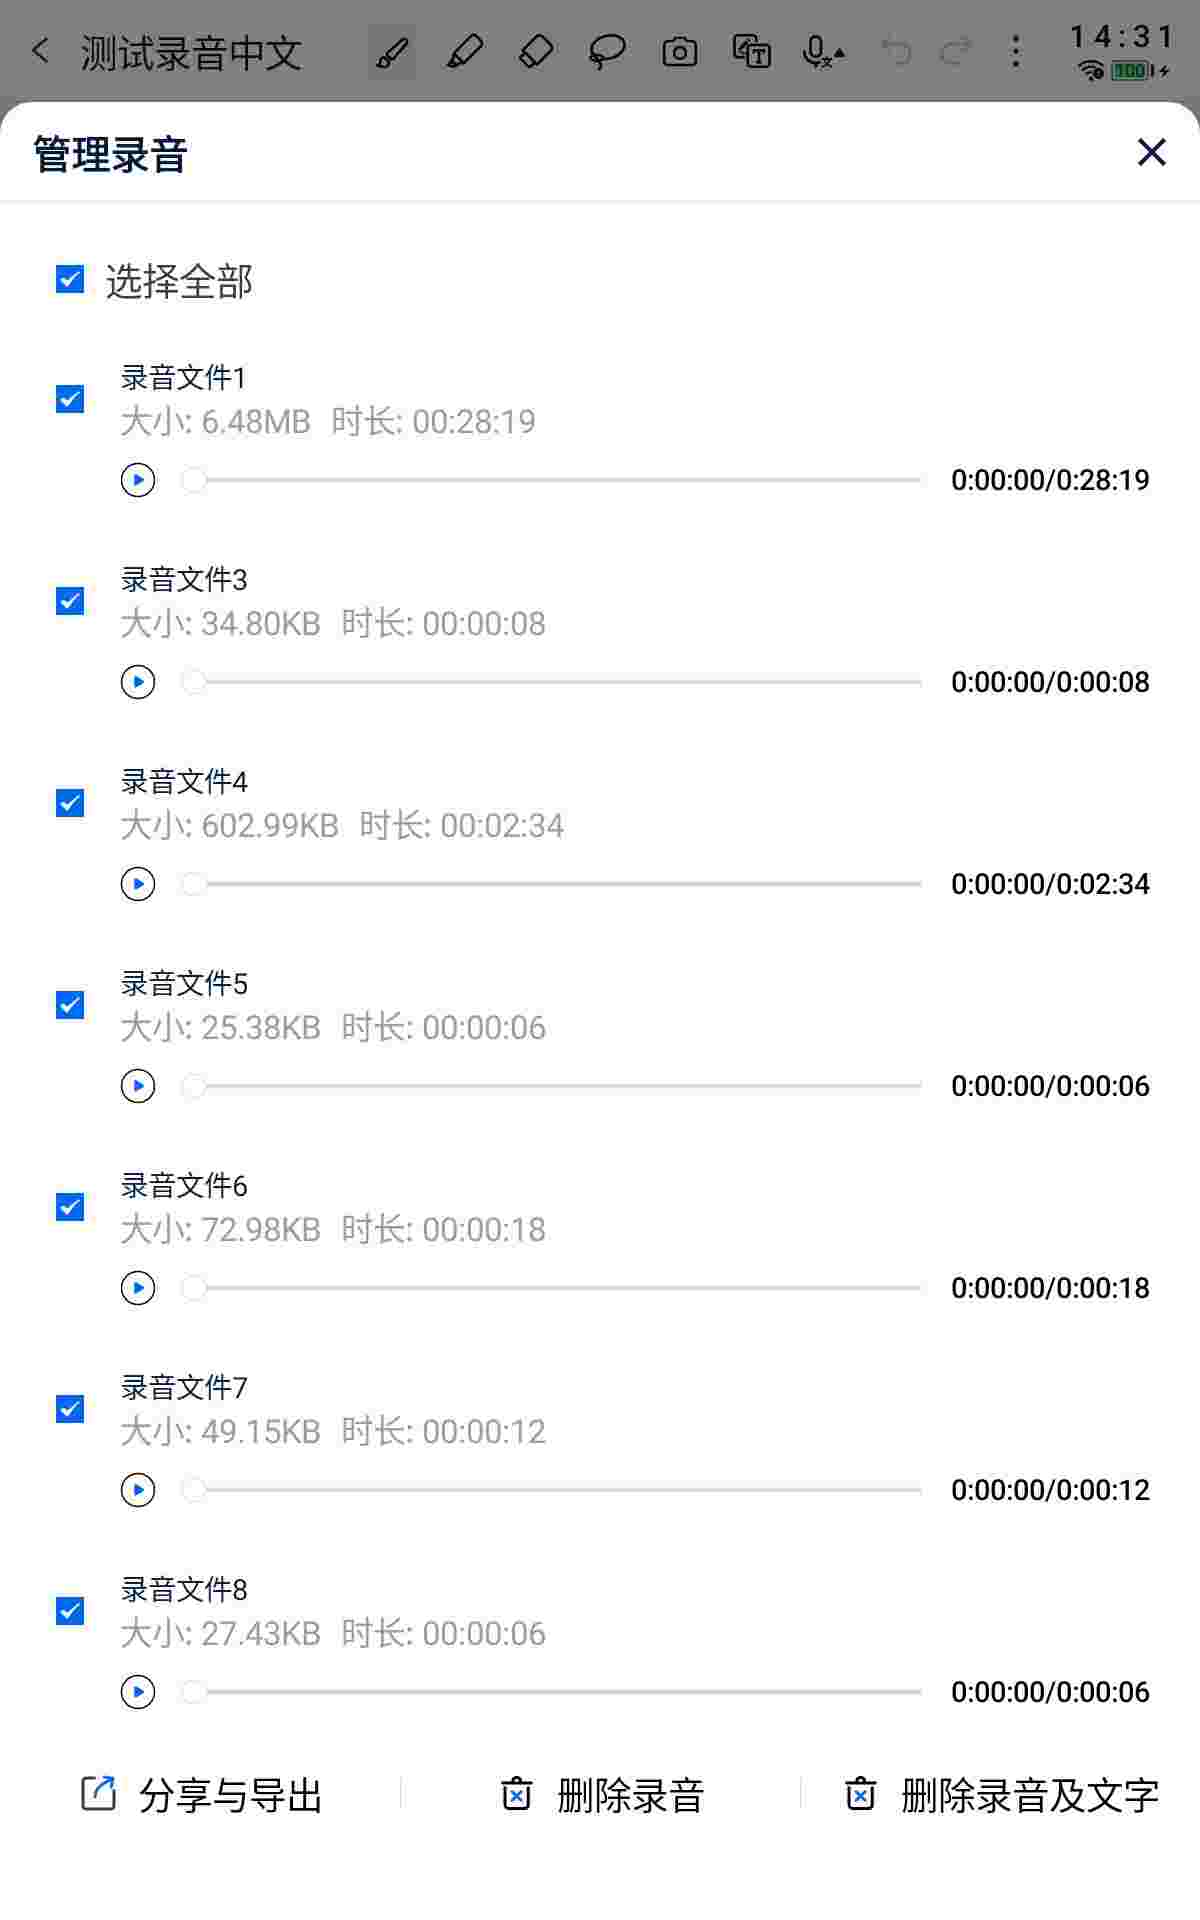 测试录音中文
14:31
100
管理录音
选择全部
录音文件1
大小: 6.48MB 时长: 00:28:19
0:00:00/0:28:19
录音文件3
大小: 34.80KB 时长: 00:00:08
0:00:00/0:00:08
录音文件4
大小: 602.99KB 时长: 00:02:34
0:00:00/0:02:34
录音文件5
大小: 25.38KB 时长: 00:00:06
0:00:00/0:00:06
录音文件6
大小: 72.98KB 时长: 00:00:18
0:00:00/0:00:18
录音文件7
大小: 49.15KB 时长: 00:00:12
0:00:00/0:00:12
录音文件8
大小: 27.43KB 时长: 00:00:06
0:00:00/0:00:06
分享与导出 删除录音 删除录音及文字